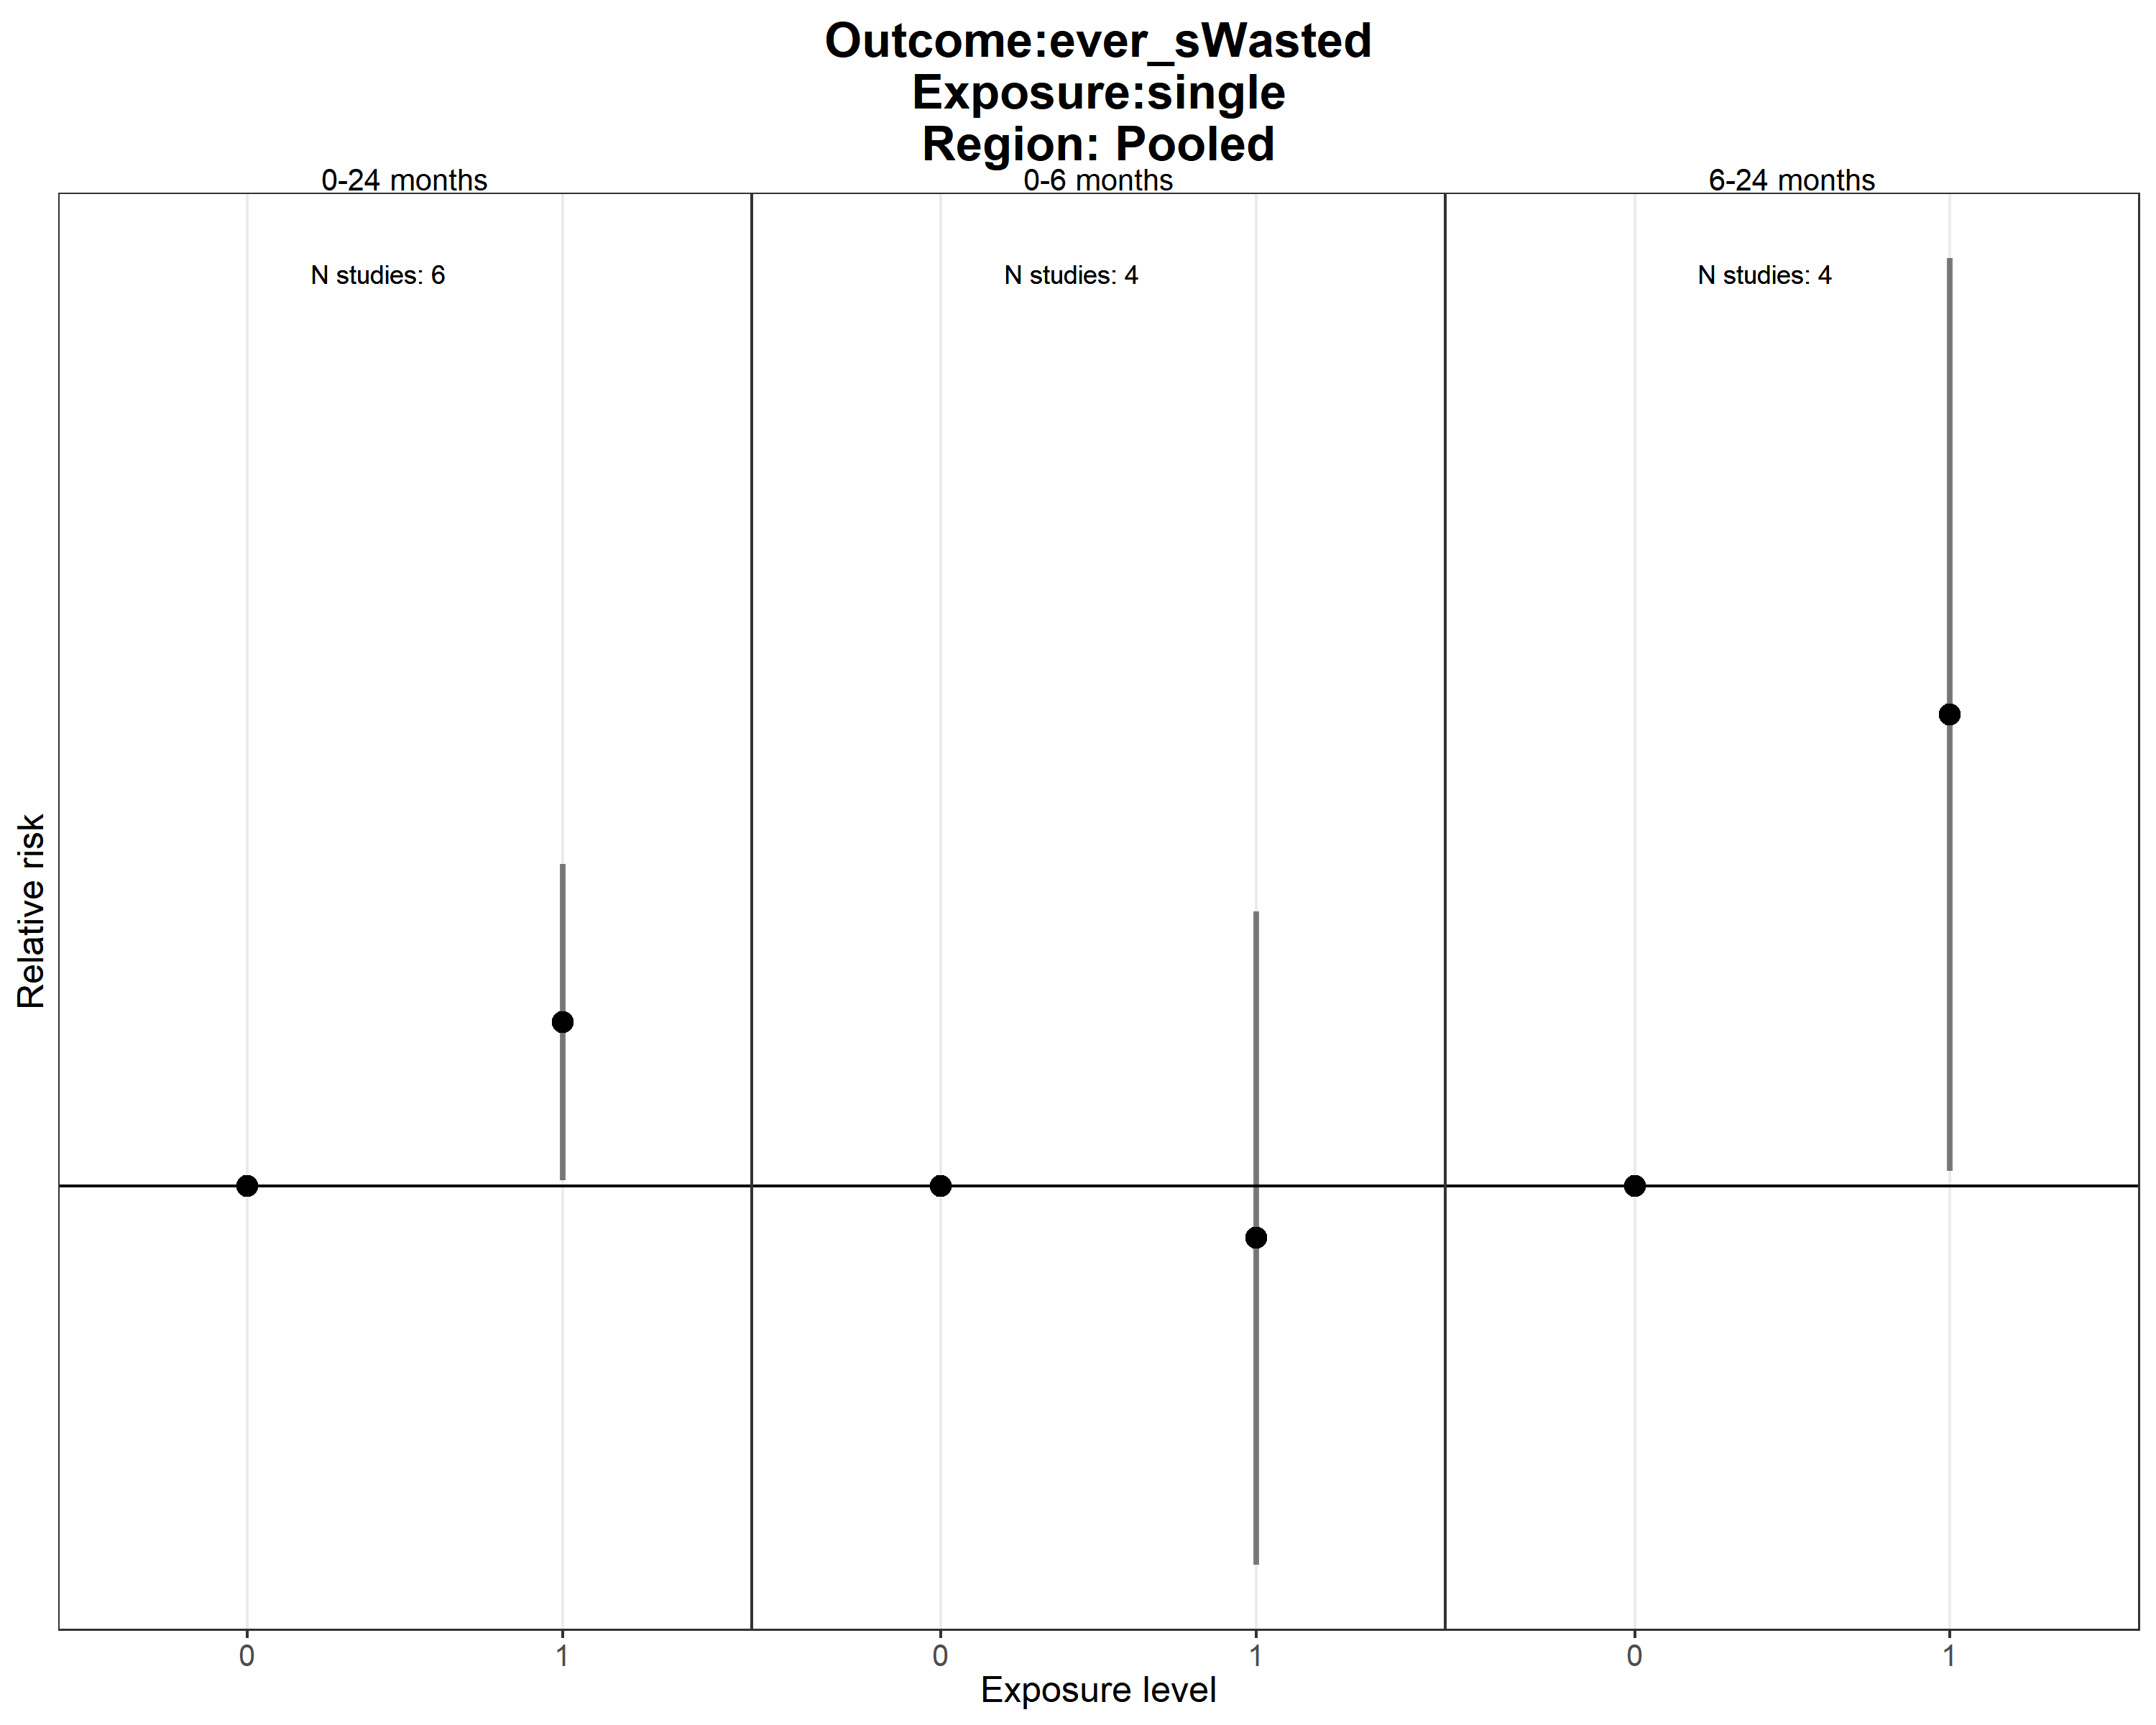 Outcome:ever_sWasted
Exposure:single
Region: Pooled
0-24 months
0-6 months
6-24 months
N studies: 6
N studies: 4
N studies: 4
Relative risk
0
1
0
1
0
1
Exposure level